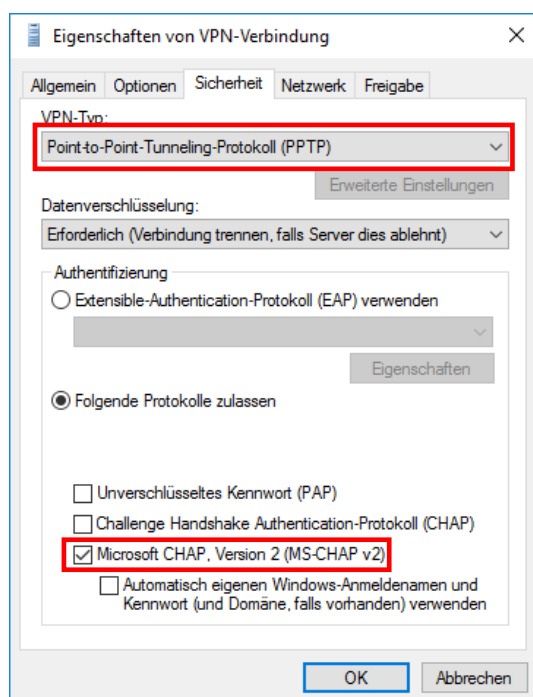 Eigenschaften von VPN-Verbindung
Allgemein Optionen Sicherheit Netzwerk Freigabe
VPN-Typ:
Point-to-Point-Tunneling-Protokoll (PPTP)
Erweiterte Einstellungen
Datenverschlüsselung:
Erforderlich (Verbindung trennen, falls Server dies ablehnt)
Authentifizierung
Extensible-Authentication-Protokoll (EAP) verwenden
Eigenschaften
Folgende Protokolle zulassen
Unverschlüsseltes Kennwort (PAP)
Challenge Handshake Authentication-Protokoll (CHAP)
Microsoft CHAP, Version 2 (MS-CHAP v2)
Automatisch eigenen Windows-Anmeldenamen und
Kennwort (und Domäne, falls vorhanden) verwenden
OK Abbrechen